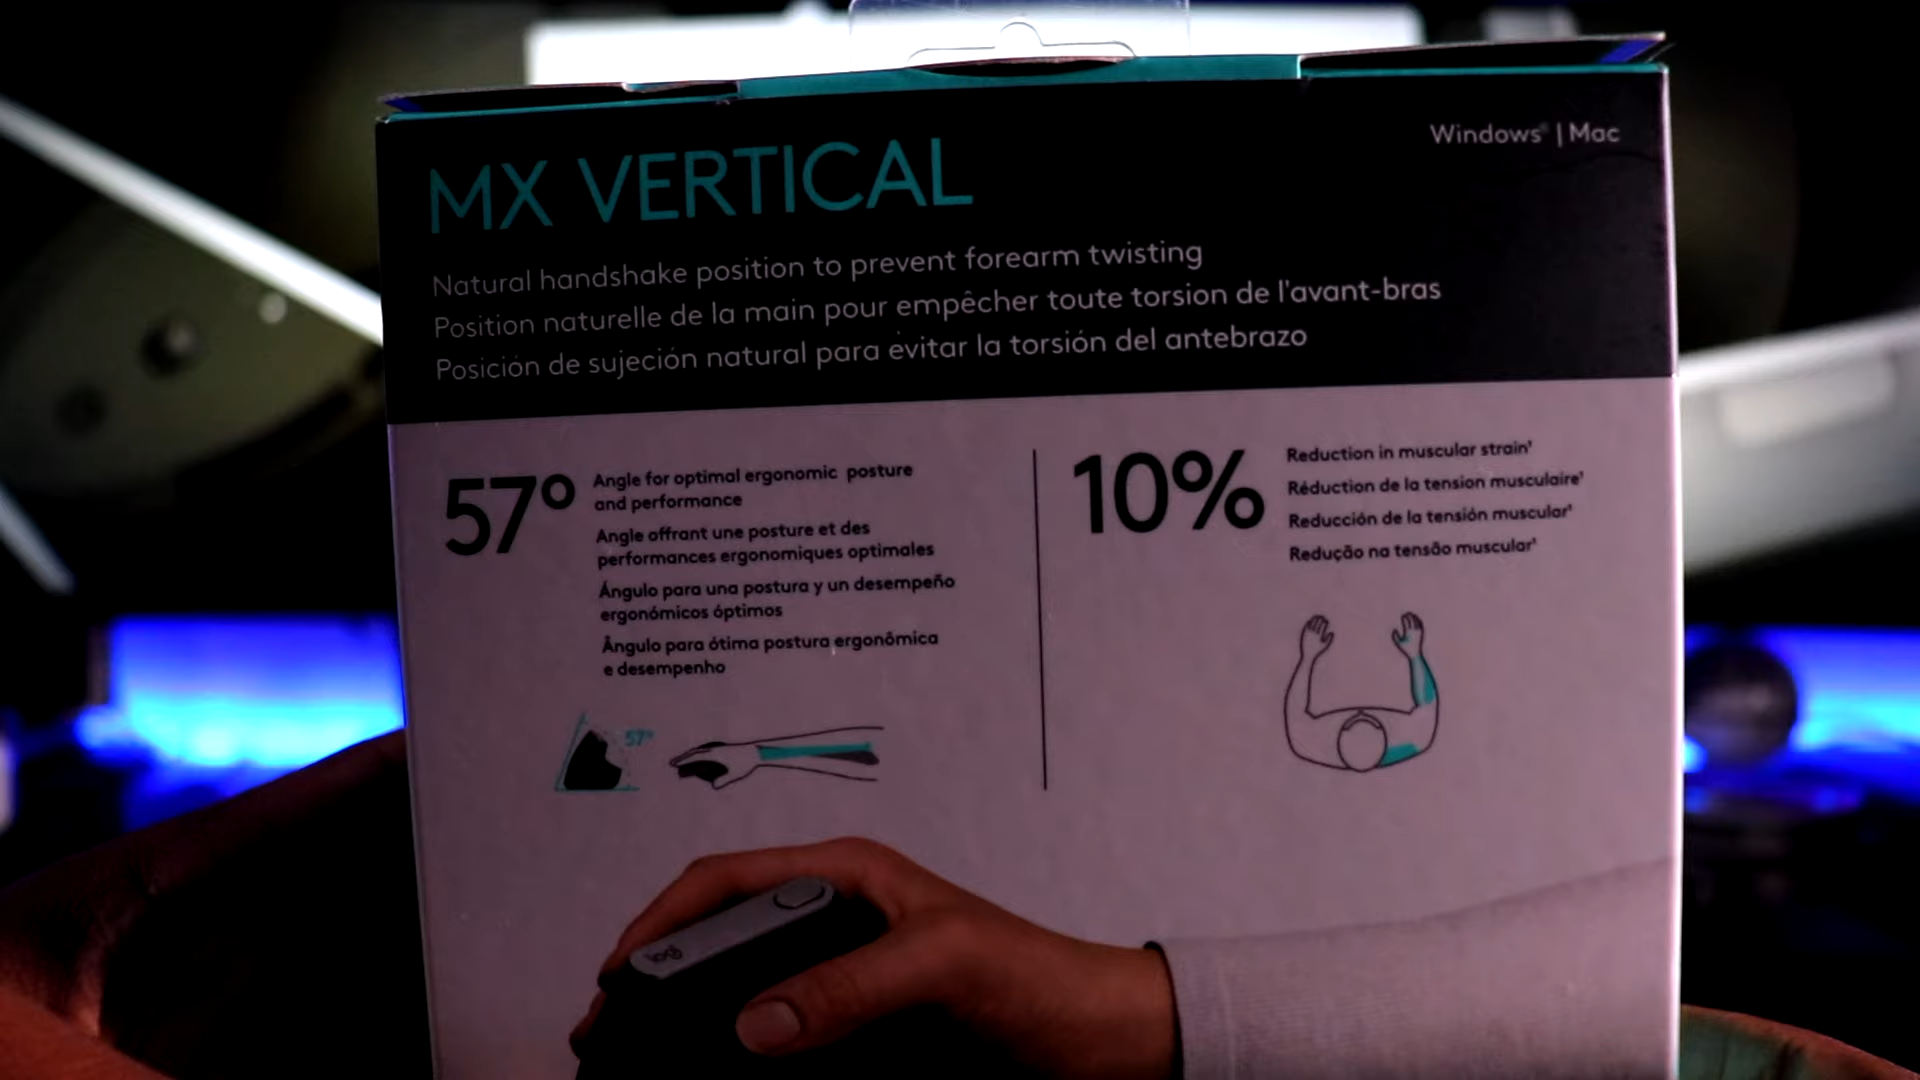 Windows® | Mac
MX VERTICAL
Natural handshake position to prevent forearm twisting
Position naturelle de la main pour empêcher toute torsion de l'avant-bras
Posición de sujeción natural para evitar la torsión del antebrazo
57°
Angle for optimal ergonomic posture
and performance
Angle offrant une posture et des
performances ergonomiques optimales
Ángulo para una postura y un desempeño
ergonómicos óptimos
Ângulo para ótima postura ergonômica
e desempenho
57°
10%
Reduction in muscular strain¹
Réduction de la tension musculaire¹
Reducción de la tensión muscular¹
Redução na tensão muscular¹
logi